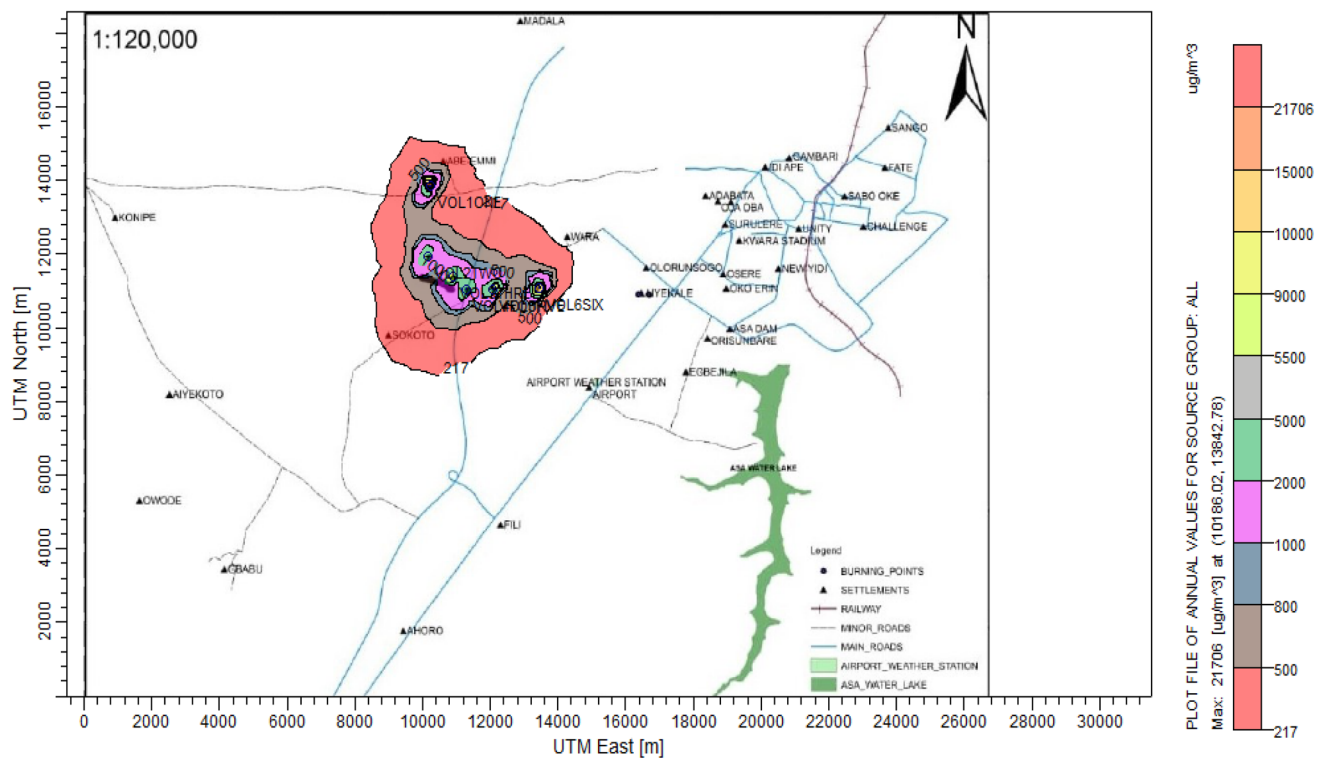 MADALA
1:120,000
N
UTM North [m]
16000
14000
12000
10000
8000
6000
4000
2000
SANGO
GAMBARI
IDI APE
FATE
ADABATA
SABO OKE
OJA OBA
SURULERE
UNITY
CHALLENGE
KWARA STADIUM
KONIPE
WARA
OLORUNSOGO
NEW YIDI
OSERE
OKO ERIN
500
VOL6SIX
500
SOKOTO
217
ASA DAM
ORISUNBARE
EGBEJILA
AIRPORT WEATHER STATION
AIRPORT
AIYEKOTO
ASA WATER LAKE
OWODE
FILI
GBABU
AHORO
Legend
BURNING_POINTS
SETTLEMENTS
RAILWAY
MINOR_ROADS
MAIN_ROADS
AIRPORT_WEATHER_STATION
ASA_WATER_LAKE
0 2000 4000 6000 8000 10000 12000 14000 16000 18000 20000 22000 24000 26000 28000 30000
UTM East [m]
PLOT FILE OF ANNUAL VALUES FOR SOURCE GROUP: ALL ug/m^3
Max: 21706 [ug/m^3] at (10186.02, 13842.78)
21706
15000
10000
9000
5500
5000
2000
1000
800
500
217